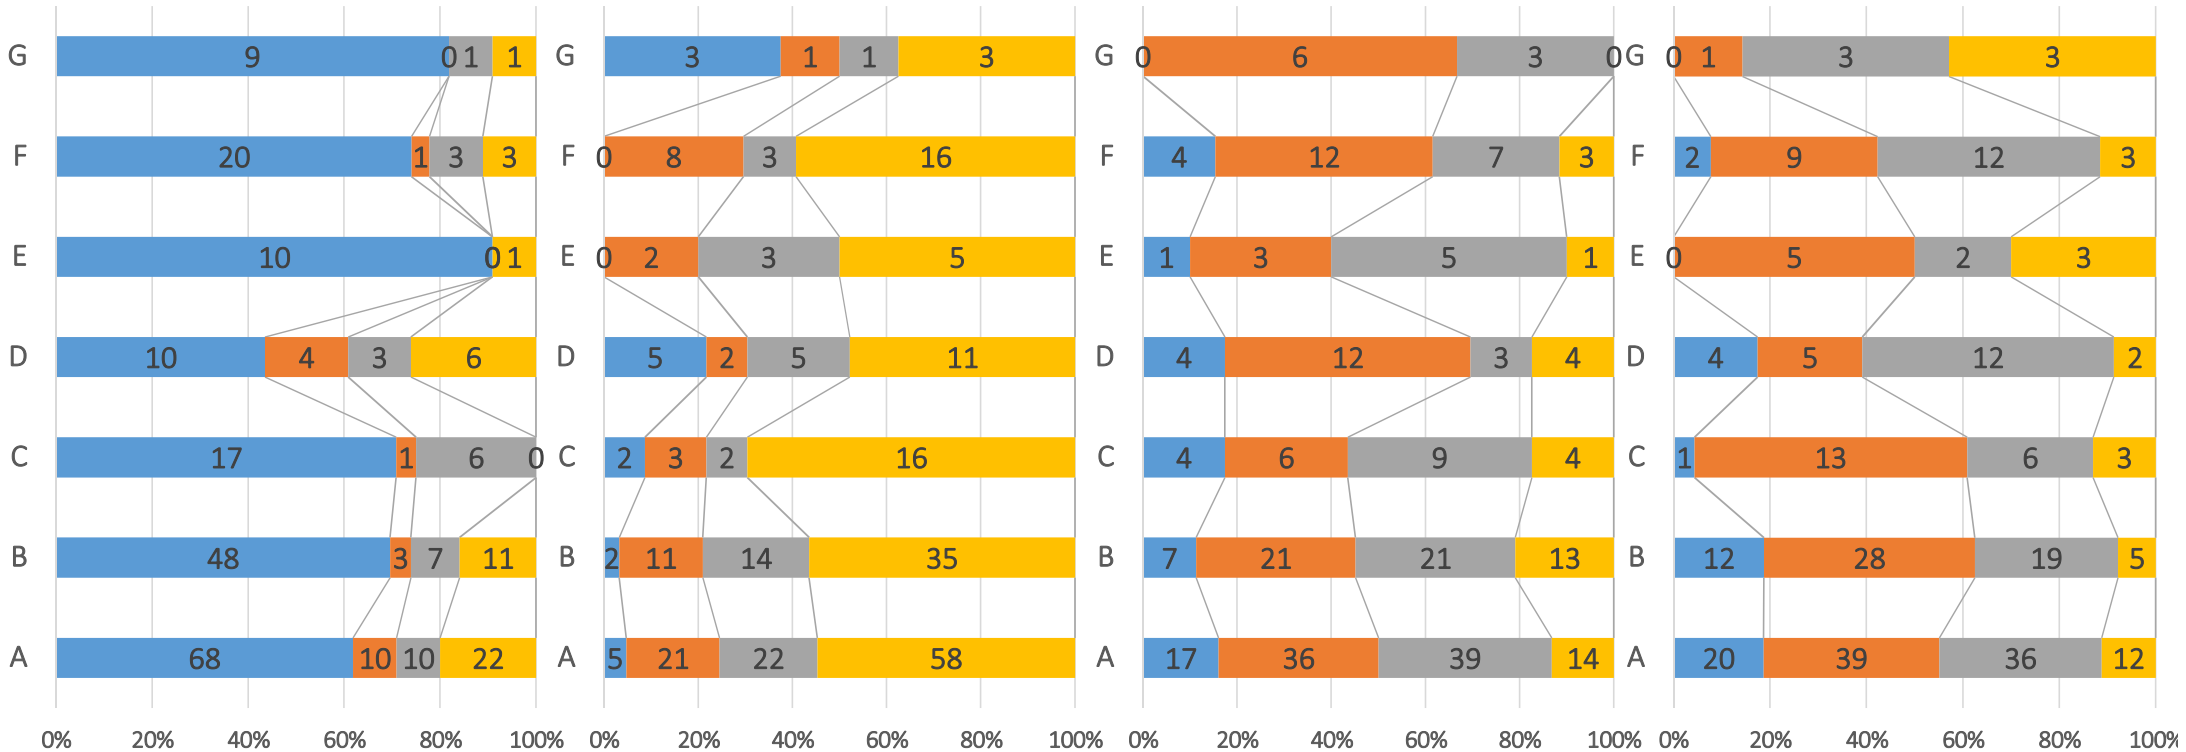 G 9 0 1 1 G 3 1 1 3 G 0 6 3 0 G 0 1 3 3
F 20 1 3 3 F 0 8 3 16 F 4 12 7 3 F 2 9 12 3
E 10 0 1 E 0 2 3 5 E 1 3 5 1 E 0 5 2 3
D 10 4 3 6 D 5 2 5 11 D 4 12 3 4 D 4 5 12 2
C 17 1 6 0 C 2 3 2 16 C 4 6 9 4 C 1 13 6 3
B 48 3 7 11 B 2 11 14 35 B 7 21 21 13 B 12 28 19 5
A 68 10 10 22 A 5 21 22 58 A 17 36 39 14 A 20 39 36 12
0% 20% 40% 60% 80% 100% 0% 20% 40% 60% 80% 100% 0% 20% 40% 60% 80% 100% 0% 20% 40% 60% 80% 100%